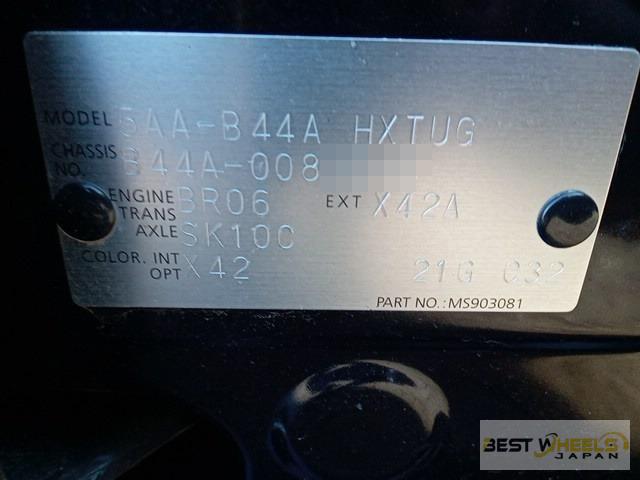 MODEL 5AA-B44A HXTUG
CHASSIS NO. B44A-008
ENGINE BR06 EXT X42A
TRANS AXLE SK10C
COLOR. INT OPT X42 21G 032
PART NO.: MS903081
BEST WHEELS
JAPAN